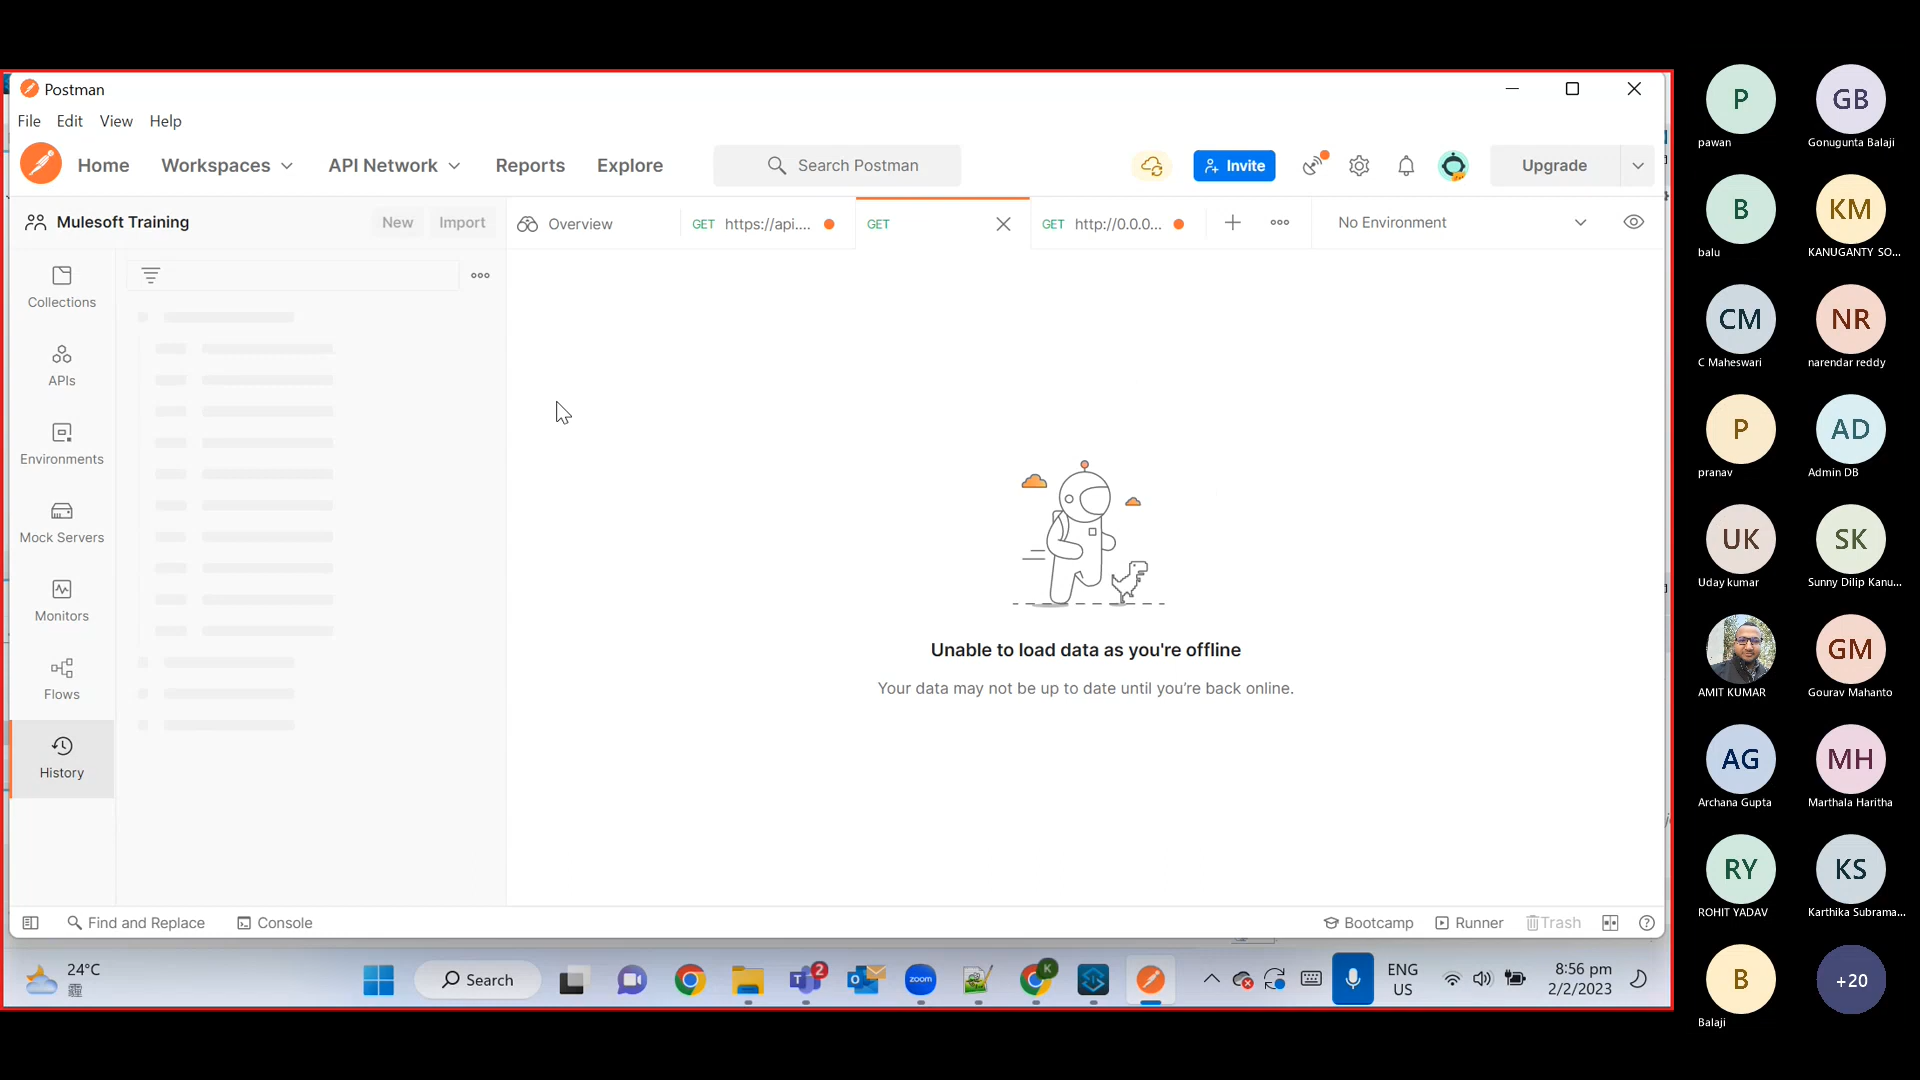 Postman
File Edit View Help
Home Workspaces API Network Reports Explore Search Postman Invite Upgrade
Mulesoft Training New Import Overview GET https://api.... GET GET http://0.0.0... No Environment
Collections
APIs
Environments
Mock Servers
Monitors
Flows
History
Unable to load data as you're offline
Your data may not be up to date until you’re back online.
Find and Replace Console Bootcamp Runner Trash
24°C
Search
2
zoom
K
ENG
US
8:56 pm
2/2/2023
P GB
pawan Gonugunta Balaji
B KM
balu KANUGANTY SO...
CM NR
C Maheswari narendar reddy
P AD
pranav Admin DB
UK SK
Uday kumar Sunny Dilip Kanu...
GM
AMIT KUMAR Gourav Mahanto
AG MH
Archana Gupta Marthala Haritha
RY KS
ROHIT YADAV Karthika Subrama...
B +20
Balaji